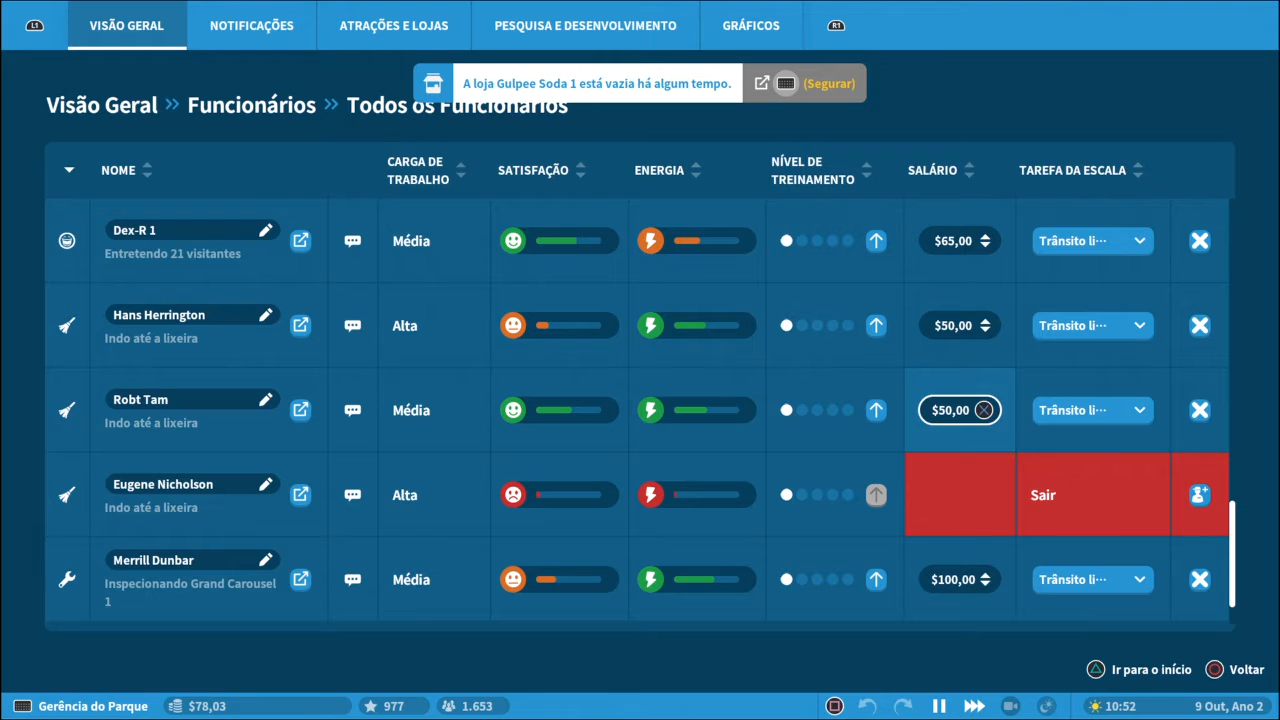 L1 VISÃO GERAL NOTIFICAÇÕES ATRAÇÕES E LOJAS PESQUISA E DESENVOLVIMENTO GRÁFICOS R1
A loja Gulpee Soda 1 está vazia há algum tempo. (Segurar)
Visão Geral » Funcionários » Todos os Funcionários
NOME CARGA DE TRABALHO SATISFAÇÃO ENERGIA NÍVEL DE TREINAMENTO SALÁRIO TAREFA DA ESCALA
Dex-R 1 Média $65,00 Trânsito li···
Entretendo 21 visitantes
Hans Herrington Alta $50,00 Trânsito li···
Indo até a lixeira
Robt Tam Média $50,00 Trânsito li···
Indo até a lixeira
Eugene Nicholson Alta Sair
Indo até a lixeira
Merrill Dunbar Média $100,00 Trânsito li···
Inspecionando Grand Carousel
1
Ir para o início Voltar
Gerência do Parque $78,03 977 1.653 10:52 9 Out, Ano 2